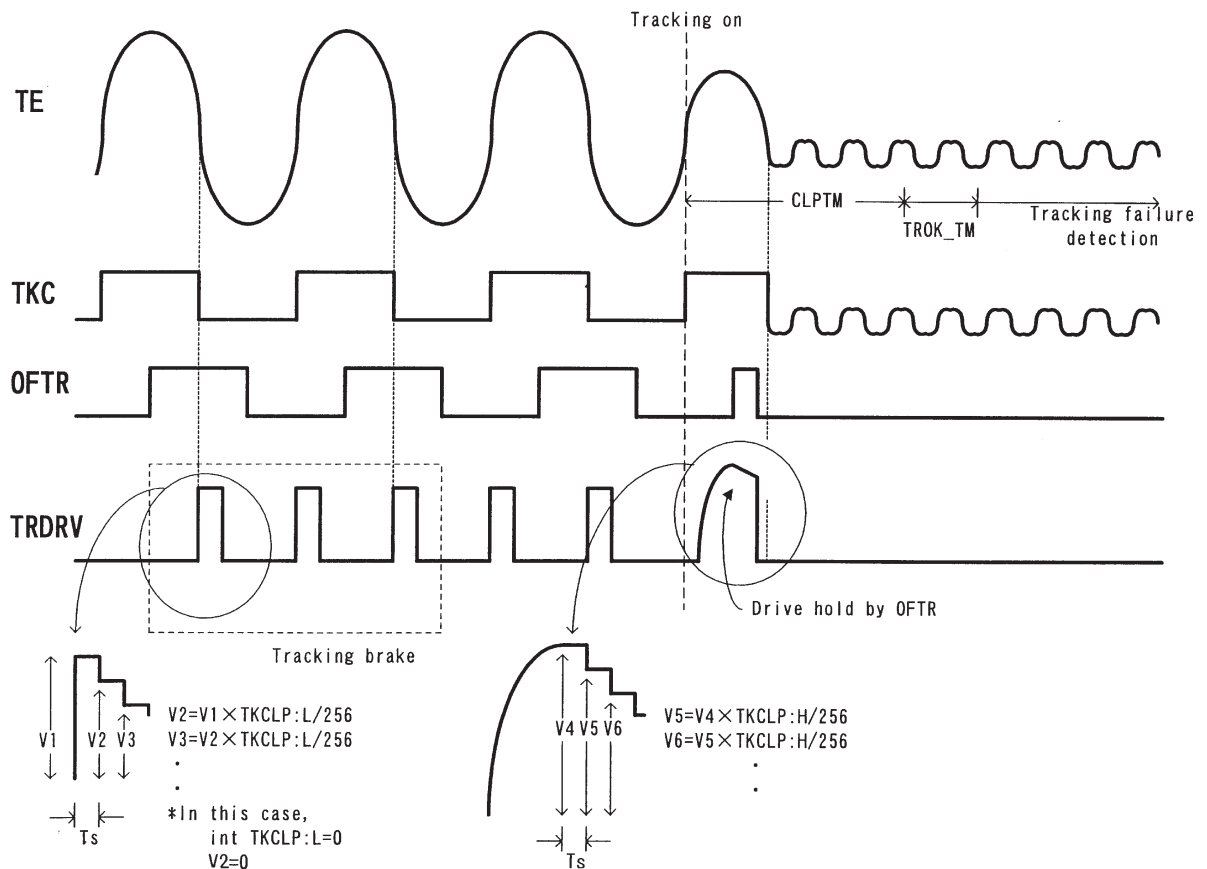 Tracking on
TE
CLPTM
TROK_TM
Tracking failure
detection
TKC
OFTR
TRDRV
Drive hold by OFTR
Tracking brake
V1
V2
V3
V2=V1×TKCLP:L/256
V3=V2×TKCLP:L/256
.
.
Ts
*In this case,
int TKCLP:L=0
V2=0
V4
V5
V6
V5=V4×TKCLP:H/256
V6=V5×TKCLP:H/256
.
.
Ts